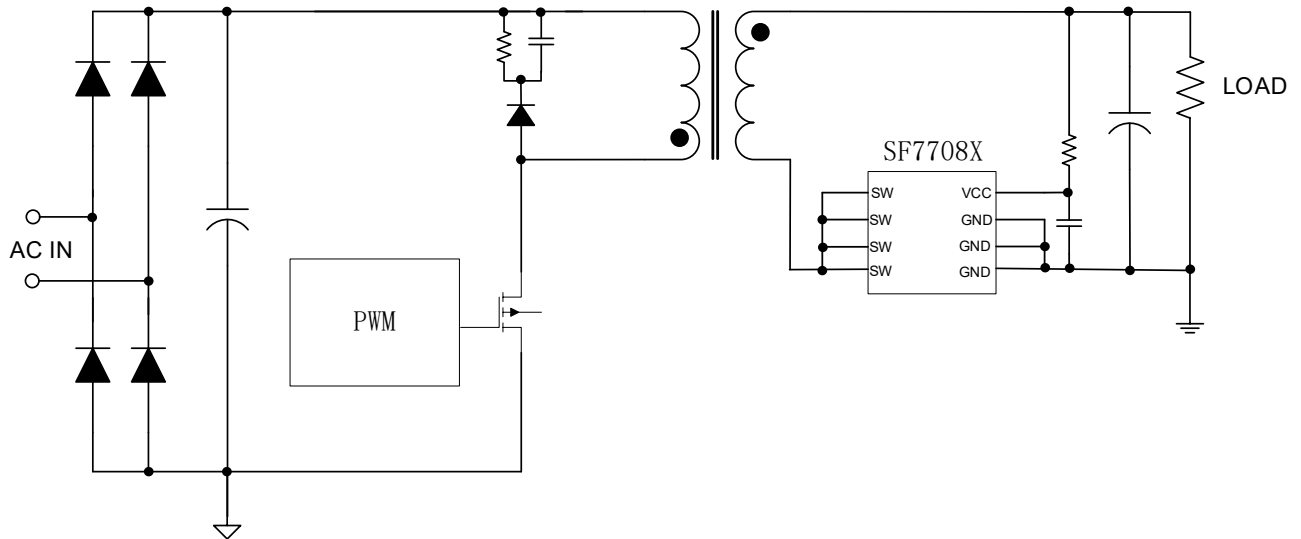 LOAD
SF7708X
SW VCC
SW GND
SW GND
SW GND
AC IN
PWM